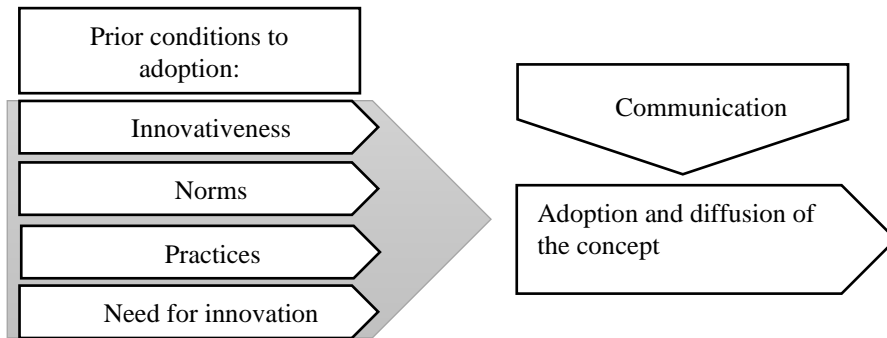 Prior conditions to
adoption:
Innovativeness
Norms
Practices
Need for innovation
Communication
Adoption and diffusion of
the concept